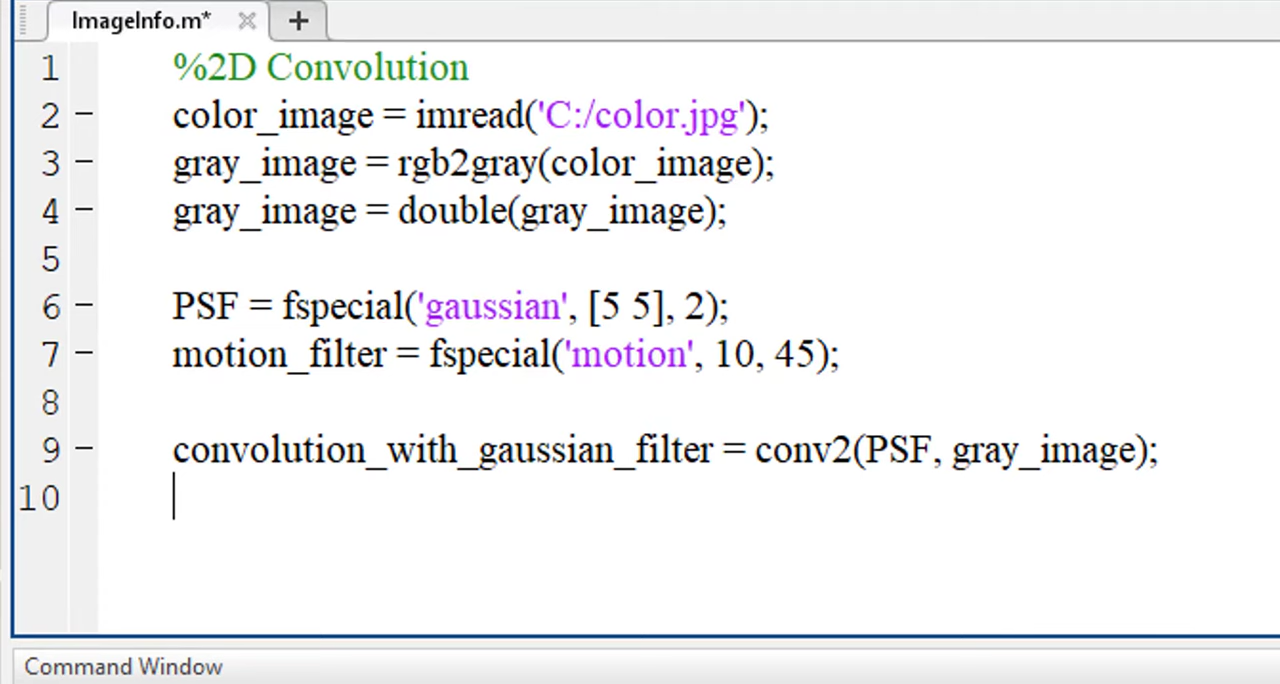 ImageInfo.m*
1 %2D Convolution
2 – color_image = imread('C:/color.jpg');
3 – gray_image = rgb2gray(color_image);
4 – gray_image = double(gray_image);
5
6 – PSF = fspecial('gaussian', [5 5], 2);
7 – motion_filter = fspecial('motion', 10, 45);
8
9 – convolution_with_gaussian_filter = conv2(PSF, gray_image);
10
Command Window